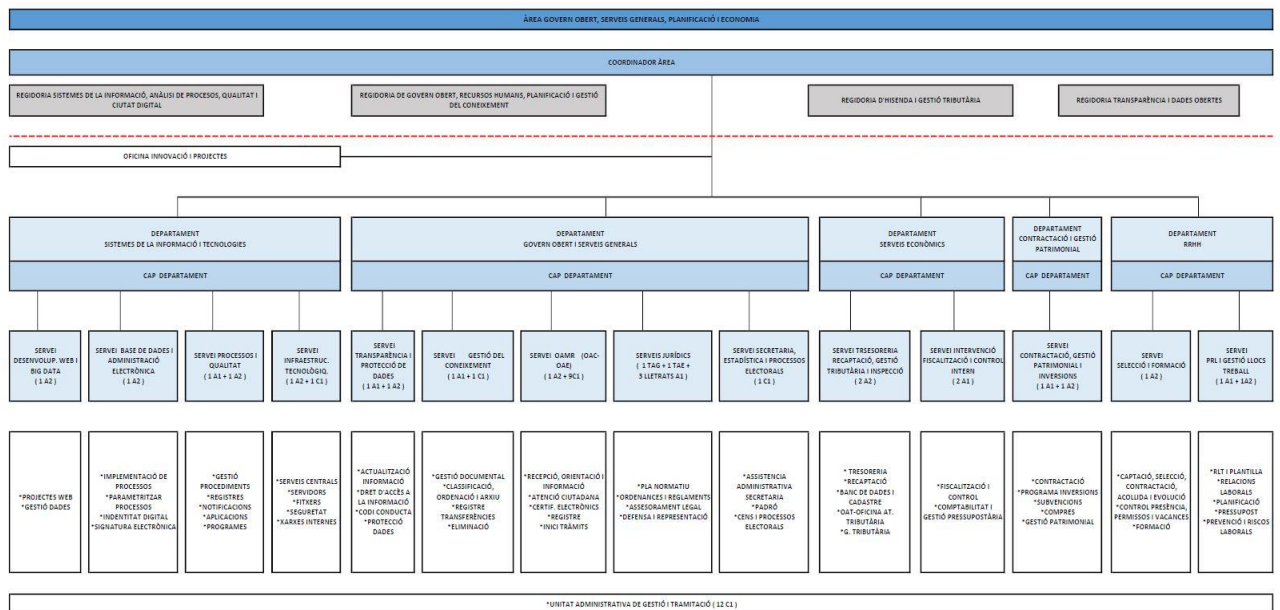 ÀREA GOVERN OBERT, SERVEIS GENERALS, PLANIFICACIÓ I ECONOMIA
COORDINADOR ÀREA
REGIDORIA SISTEMES DE LA INFORMACIÓ, ANÀLISI DE PROCESOS, QUALITAT I
CIUTAT DIGITAL
REGIDORIA DE GOVERN OBERT, RECURSOS HUMANS, PLANIFICACIÓ I GESTIÓ
DEL CONEIXEMENT
REGIDORIA D'HISENDA I GESTIÓ TRIBUTÀRIA
REGIDORIA TRANSPARÈNCIA I DADES OBERTES
OFICINA INNOVACIÓ I PROJECTES
DEPARTAMENT
SISTEMES DE LA INFORMACIÓ I TECNOLOGIES
CAP DEPARTAMENT
DEPARTAMENT
GOVERN OBERT I SERVEIS GENERALS
CAP DEPARTAMENT
DEPARTAMENT
SERVEIS ECONÒMICS
CAP DEPARTAMENT
DEPARTAMENT
CONTRACTACIÓ I GESTIÓ
PATRIMONIAL
CAP DEPARTAMENT
DEPARTAMENT
RRHH
CAP DEPARTAMENT
SERVEI
DESENVOLUP. WEB I
BIG DATA
( 1 A2 )
SERVEI BASE DE DADES I
ADMINISTRACIÓ
ELECTRÒNICA
( 1 A2 )
SERVEI PROCESSOS I
QUALITAT
( 1 A1 + 1 A2 )
SERVEI
INFRAESTRUC.
TECNOLÒGIQ.
( 1 A2 + 1 C1 )
SERVEI
TRANSPARÈNCIA I
PROTECCIÓ DE
DADES
( 1 A1 + 1 A2 )
SERVEI GESTIÓ DEL
CONEIXEMENT
( 1 A1 + 1 C1 )
SERVEI OAMR (OAC-
OAE)
( 1 A2 + 9C1 )
SERVEIS JURÍDICS
( 1 TAG + 1 TAE +
3 LLETRATS A1 )
SERVEI SECRETARIA,
ESTADÍSTICA I PROCESSOS
ELECTORALS
( 1 C1 )
SERVEI TRSESORERIA
RECAPTACIÓ, GESTIÓ
TRIBUTÀRIA I INSPECCIÓ
( 2 A2 )
SERVEI INTERVENCIÓ
FISCALITZACIÓ I CONTROL
INTERN
( 2 A1 )
SERVEI
CONTRACTACIÓ, GESTIÓ
PATRIMONIAL I
INVERSIONS
( 1 A1 + 1 A2 )
SERVEI
SELECCIÓ I FORMACIÓ
( 1 A2 )
SERVEI
PRL I GESTIÓ LLOCS
TREBALL
( 1 A1 + 1A2 )
*PROJECTES WEB
*GESTIÓ DADES
*IMPLEMENTACIÓ DE
PROCESSOS
*PARAMETRITZAR
PROCESSOS
*INDENTITAT DIGITAL
*SIGNATURA ELECTRÒNICA
*GESTIÓ
PROCEDIMENTS
*REGISTRES
*NOTIFICACIONS
*APLICACIONS
*PROGRAMES
*SERVEIS CENTRALS
*SERVIDORS
*FITXERS
*SEGURETAT
*XARXES INTERNES
*ACTUALITZACIÓ
INFORMACIÓ
*DRET D'ACCÈS A
LA INFORMACIÓ
*CODI CONDUCTA
*PROTECCIÓ
DADES
*GESTIÓ DOCUMENTAL
*CLASSIFICACIÓ,
ORDENACIÓ I ARXIU
*REGISTRE
TRANSFERÈNCIES
*ELIMINACIÓ
*RECEPCIÓ, ORIENTACIÓ I
INFORMACIÓ
*ATENCIÓ CIUTADANA
*CERTIF. ELECTRÒNICS
*REGISTRE
*INICI TRÀMITS
*PLA NORMATIU
*ORDENANCES I REGLAMENTS
*ASSESORAMENT LEGAL
*DEFENSA I REPRESENTACIÓ
*ASSISTENCIA
ADMINISTRATIVA
SECRETARIA
*PADRÓ
*CENS I PROCESSOS
ELECTORALS
*TRESORERIA
*RECAPTACIÓ
*BANC DE DADES I
CADASTRE
*OAT-OFICINA AT.
TRIBUTÀRIA
*G. TRIBUTÀRIA
*FISCALITZACIÓ I
CONTROL
*COMPTABILITAT I
GESTIÓ PRESSUPOSTÀRIA
*CONTRACTACIÓ
*PROGRAMA INVERSIONS
*SUBVENCIONS
*COMPRES
*GESTIÓ PATRIMONIAL
*CAPTACIÓ, SELECCIÓ,
CONTRACTACIÓ,
ACOLLIDA I EVOLUCIÓ
*CONTROL PRESÈNCIA,
PERMISSOS I VACANCES
*FORMACIÓ
*RLT I PLANTILLA
*RELACIONS
LABORALS
*PLANIFICACIÓ
*PRESSUPOST
*PREVENCIÓ I RISCOS
LABORALS
*UNITAT ADMINISTRATIVA DE GESTIÓ I TRAMITACIÓ ( 12 C1 )